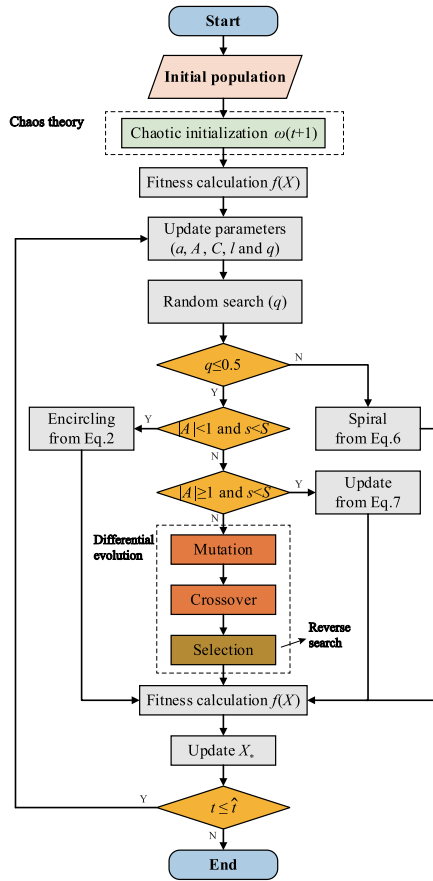 Start
Initial population
Chaos theory
Chaotic initialization ω(t+1)
Fitness calculation f(X)
Update parameters
(a, A , C, l and q)
Random search (q)
q≤0.5
N
Y
Encircling
from Eq.2
Y
|A|<1 and s<S
Spiral
from Eq.6
N
|A|≥1 and s<S
Y
Update
from Eq.7
N
Differential
evolution
Mutation
Crossover
Selection
Reverse
search
Fitness calculation f(X)
Update X*
Y
t ≤ t̂
N
End